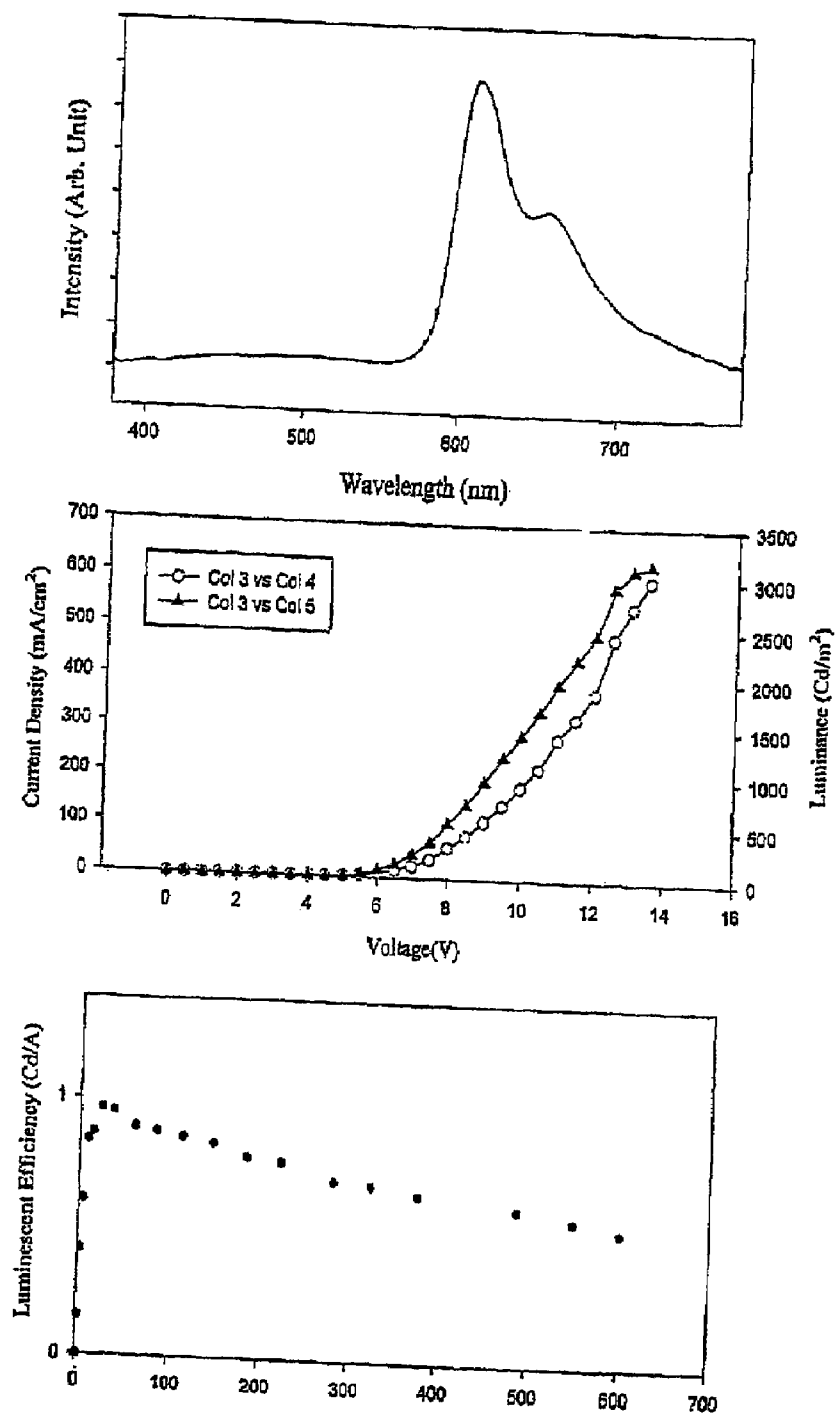 Intensity (Arb. Unit)
400 500 600 700
Wavelength (nm)
Current Density (mA/cm²)
700
600
500
400
300
200
100
0
Col 3 vs Col 4
Col 3 vs Col 5
3500
3000
2500
2000
1500
1000
500
0
Luminance (Cd/m²)
0 2 4 6 8 10 12 14 16
Voltage(V)
Luminescent Efficiency (Cd/A)
1
0
0 100 200 300 400 500 600 700